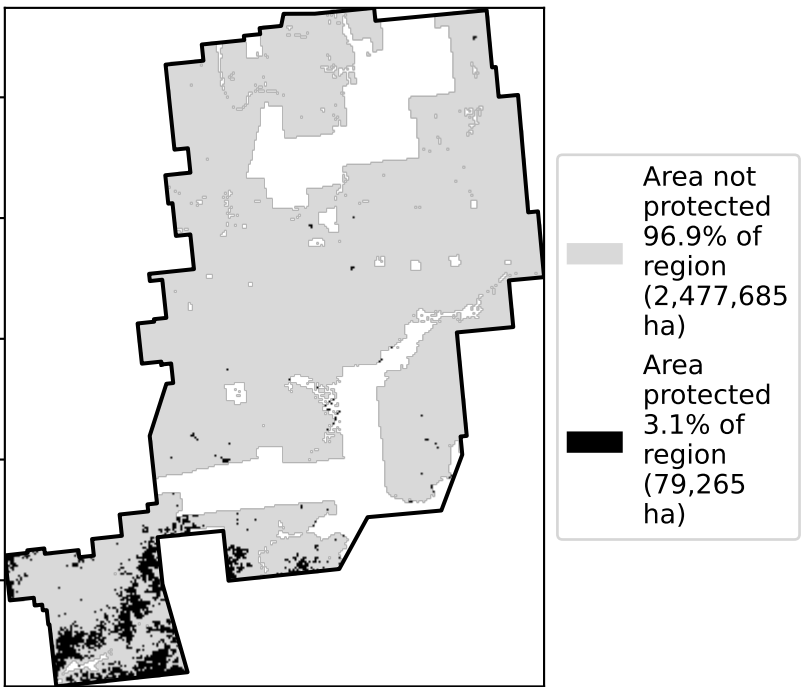 Area not
protected
96.9% of
region
(2,477,685
ha)
Area
protected
3.1% of
region
(79,265
ha)